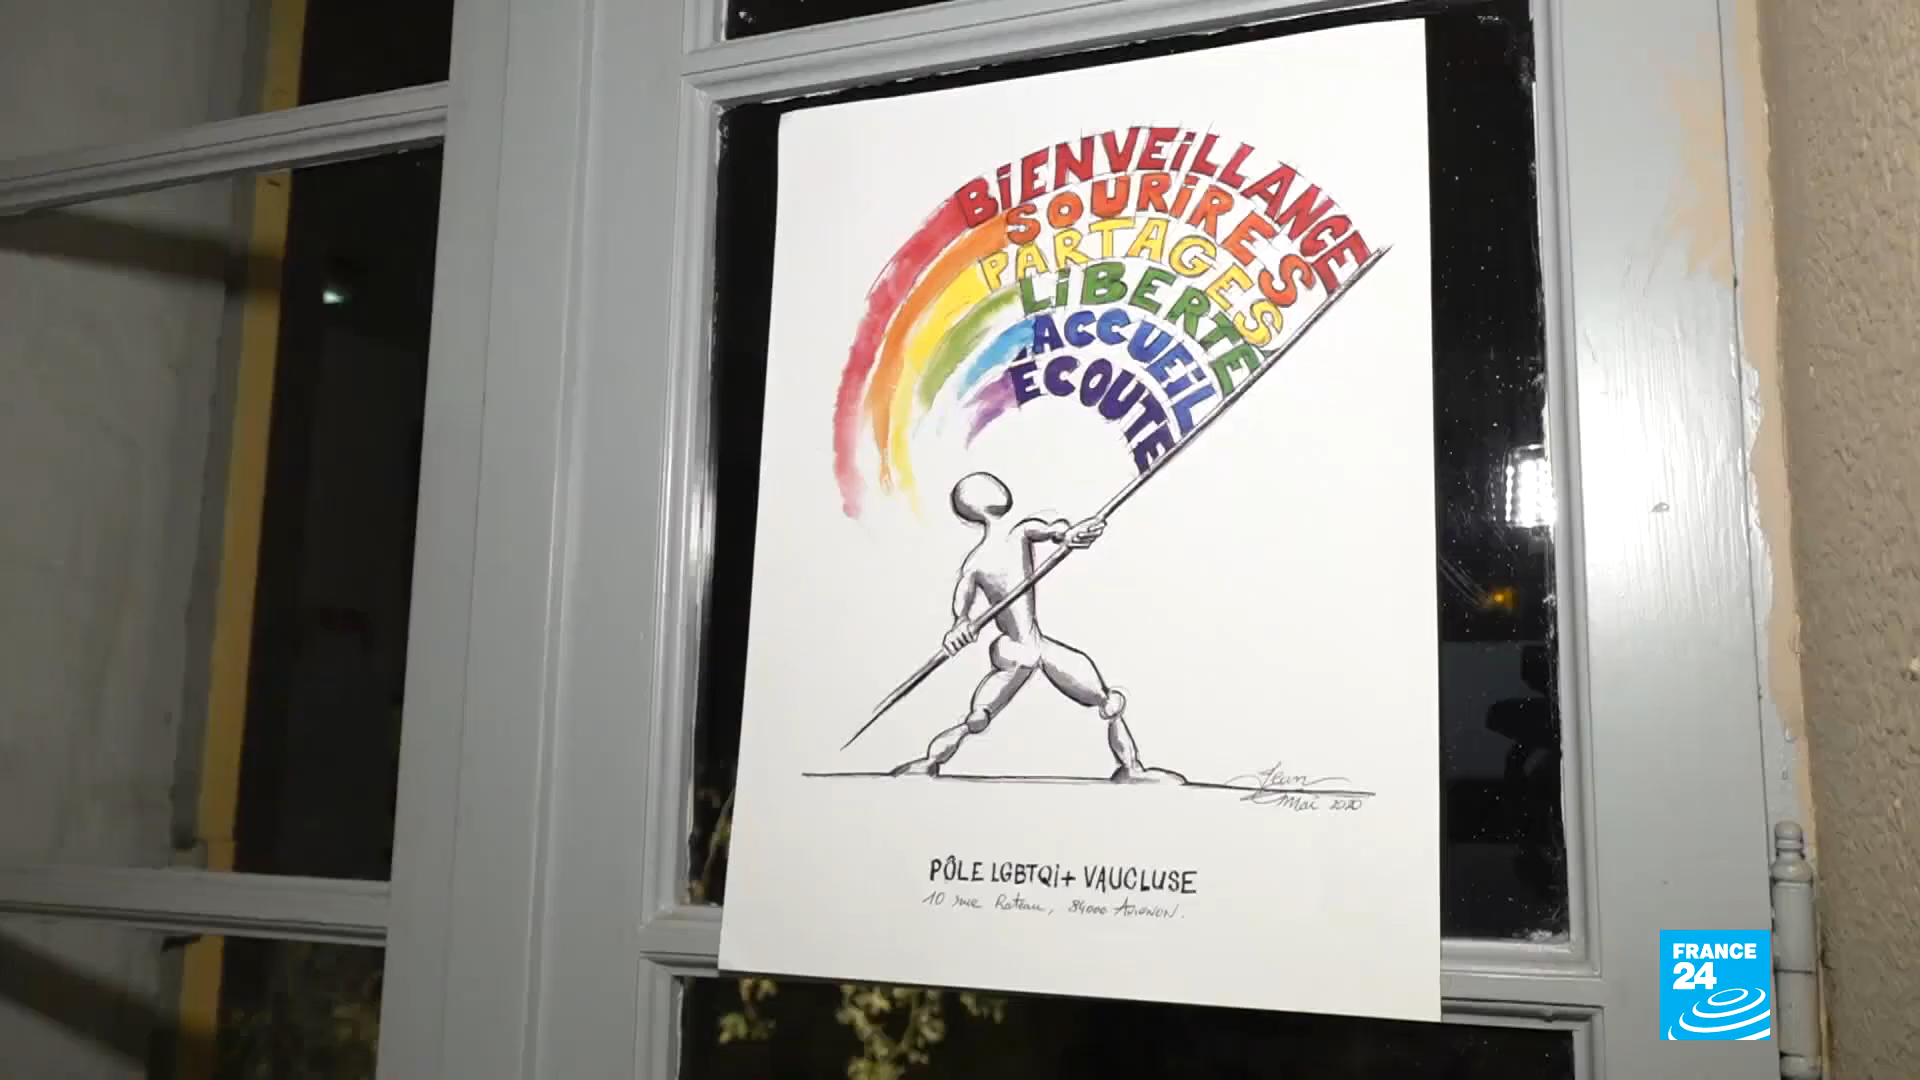 BiENVEiLLANCE
SOURiRES
PARTAGES
LiBERTE
ACCUEiL
ECOUTE
Jean
Mai 2020
PÔLE LGBTQi+ VAUCLUSE
10 rue Rateau, 84000 AVIGNON.
FRANCE
24